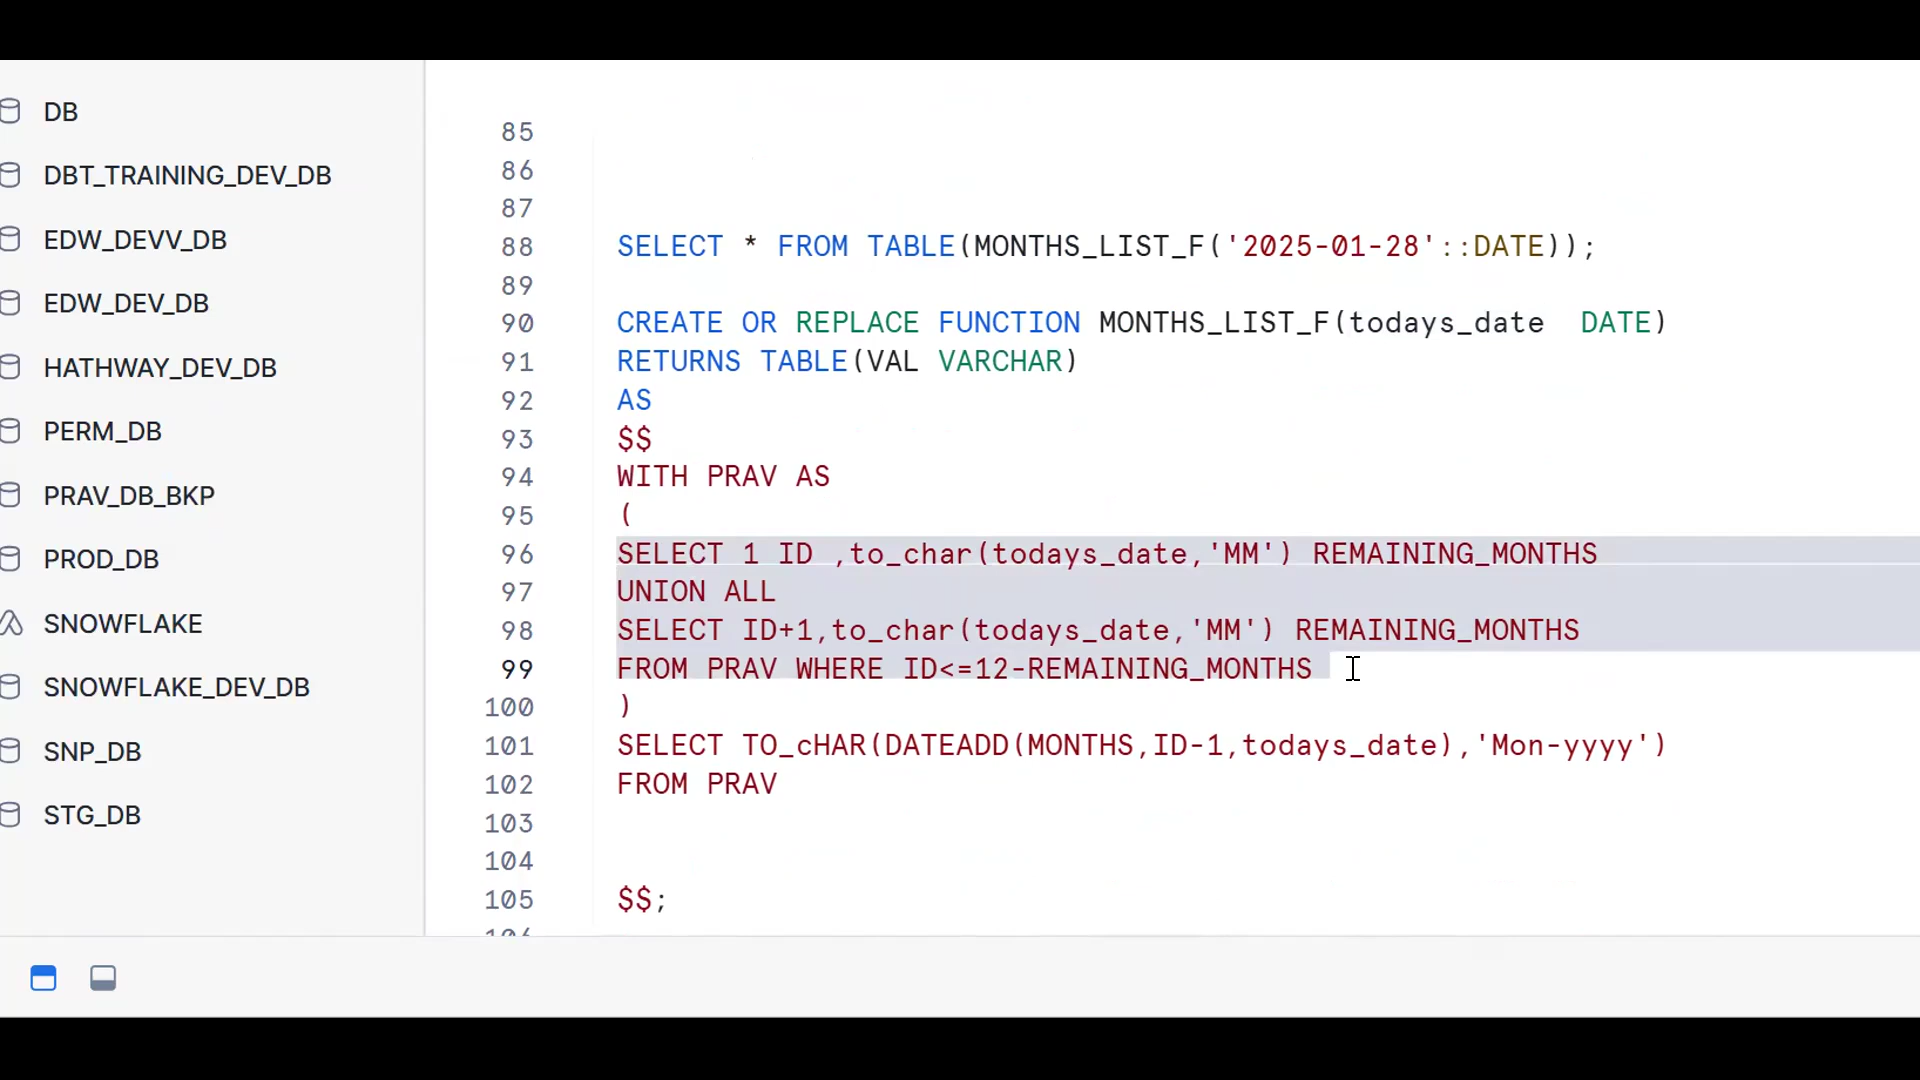 DB
DBT_TRAINING_DEV_DB
EDW_DEVV_DB
EDW_DEV_DB
HATHWAY_DEV_DB
PERM_DB
PRAV_DB_BKP
PROD_DB
SNOWFLAKE
SNOWFLAKE_DEV_DB
SNP_DB
STG_DB
85
86
87
88 SELECT * FROM TABLE(MONTHS_LIST_F('2025-01-28'::DATE));
89
90 CREATE OR REPLACE FUNCTION MONTHS_LIST_F(todays_date  DATE)
91 RETURNS TABLE(VAL VARCHAR)
92 AS
93 $$
94 WITH PRAV AS
95 (
96 SELECT 1 ID ,to_char(todays_date,'MM') REMAINING_MONTHS
97 UNION ALL
98 SELECT ID+1,to_char(todays_date,'MM') REMAINING_MONTHS
99 FROM PRAV WHERE ID<=12-REMAINING_MONTHS
100 )
101 SELECT TO_cHAR(DATEADD(MONTHS,ID-1,todays_date),'Mon-yyyy')
102 FROM PRAV
103
104
105 $$;
106